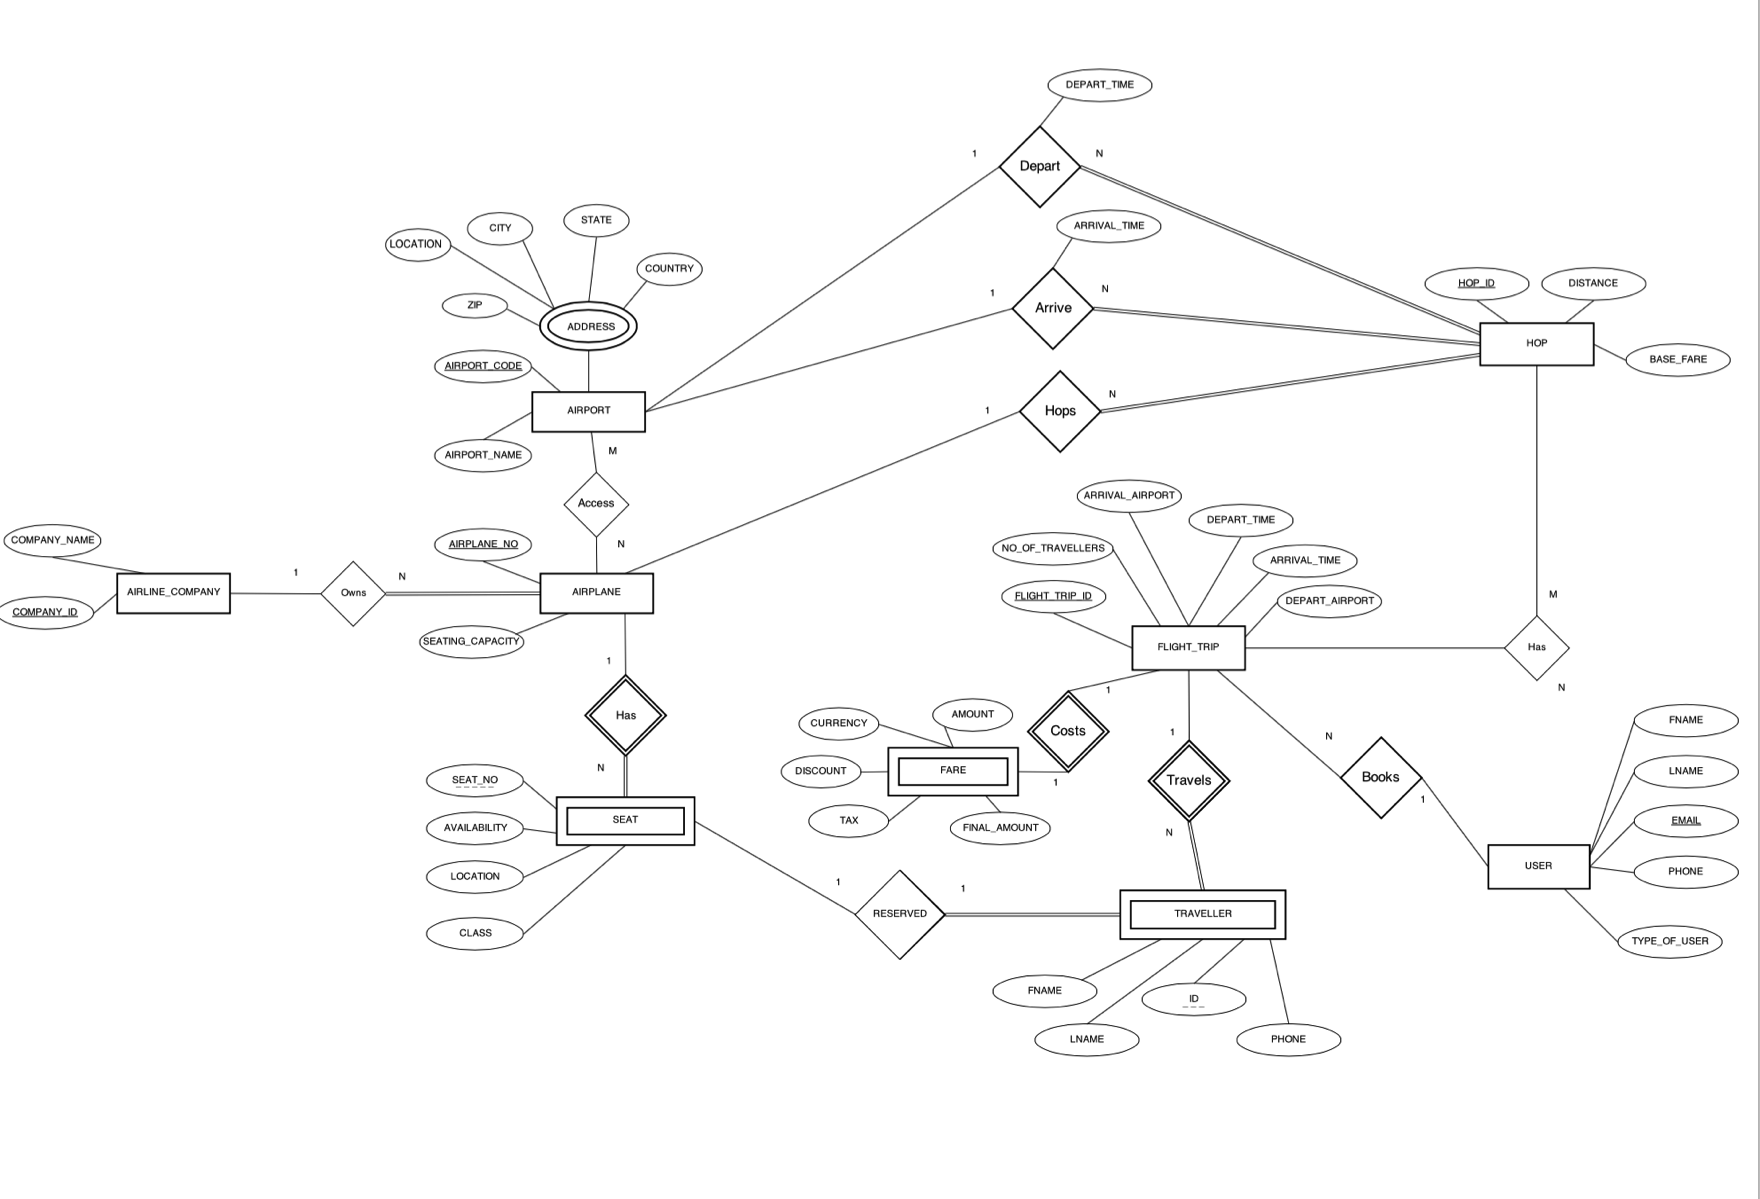 DEPART_TIME
1
N
Depart
STATE
CITY
ARRIVAL_TIME
LOCATION
COUNTRY
HOP_ID
DISTANCE
1
N
ZIP
Arrive
ADDRESS
HOP
BASE_FARE
AIRPORT_CODE
1
N
AIRPORT
Hops
AIRPORT_NAME
M
ARRIVAL_AIRPORT
Access
DEPART_TIME
COMPANY_NAME
AIRPLANE_NO
N
NO_OF_TRAVELLERS
ARRIVAL_TIME
1
N
AIRLINE_COMPANY
Owns
AIRPLANE
FLIGHT_TRIP_ID
DEPART_AIRPORT
M
COMPANY_ID
SEATING_CAPACITY
FLIGHT_TRIP
Has
1
1
N
Has
CURRENCY
AMOUNT
FNAME
Costs
1
N
N
DISCOUNT
FARE
1
Travels
Books
LNAME
SEAT_NO
1
TAX
FINAL_AMOUNT
N
EMAIL
AVAILABILITY
SEAT
USER
LOCATION
1
1
PHONE
RESERVED
TRAVELLER
CLASS
TYPE_OF_USER
FNAME
ID
LNAME
PHONE